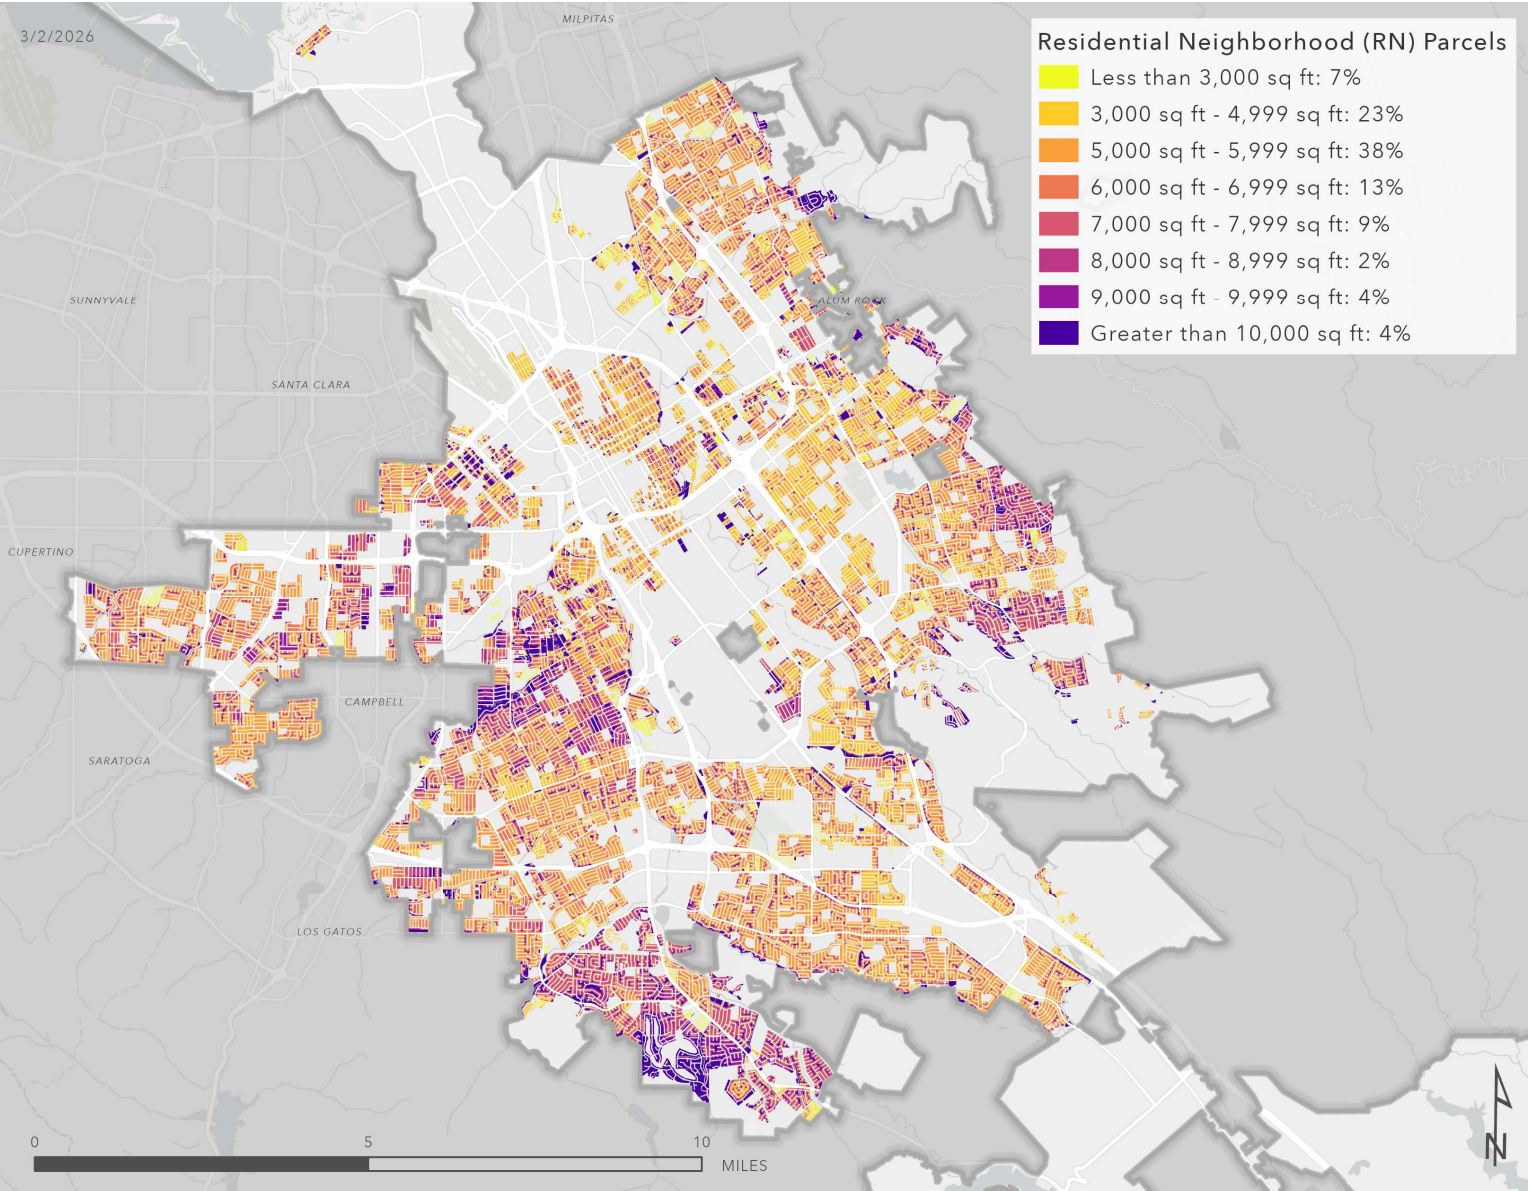 3/2/2026
MILPITAS
Residential Neighborhood (RN) Parcels
Less than 3,000 sq ft: 7%
3,000 sq ft - 4,999 sq ft: 23%
5,000 sq ft - 5,999 sq ft: 38%
6,000 sq ft - 6,999 sq ft: 13%
7,000 sq ft - 7,999 sq ft: 9%
8,000 sq ft - 8,999 sq ft: 2%
9,000 sq ft - 9,999 sq ft: 4%
Greater than 10,000 sq ft: 4%
SUNNYVALE
ALUM ROCK
SANTA CLARA
CUPERTINO
CAMPBELL
SARATOGA
LOS GATOS
0 5 10
MILES
N